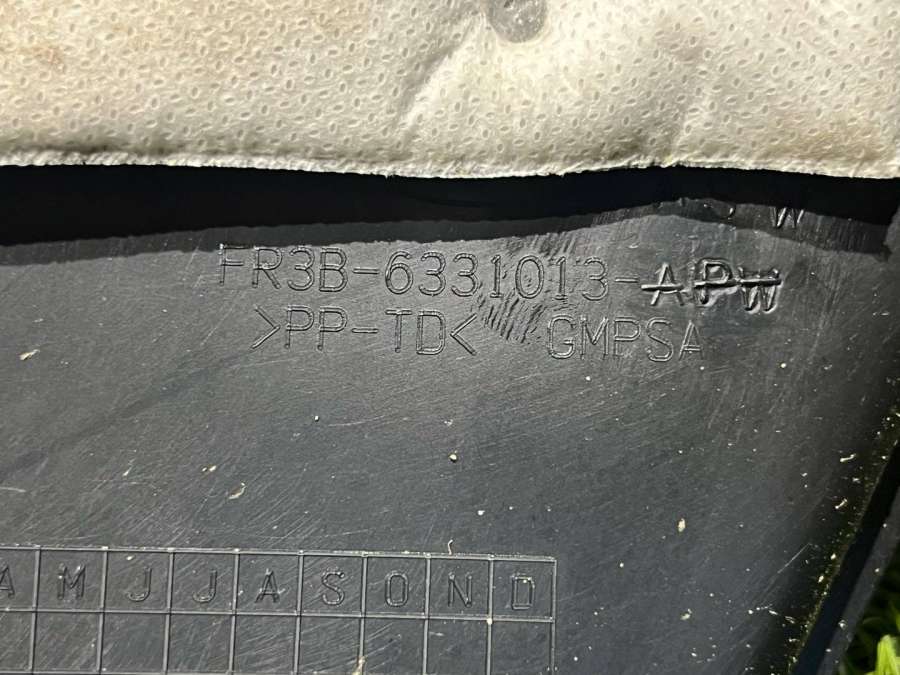 W
FR3B-6331013-APW
>PP-TD< GMPSA
A M J J A S O N D